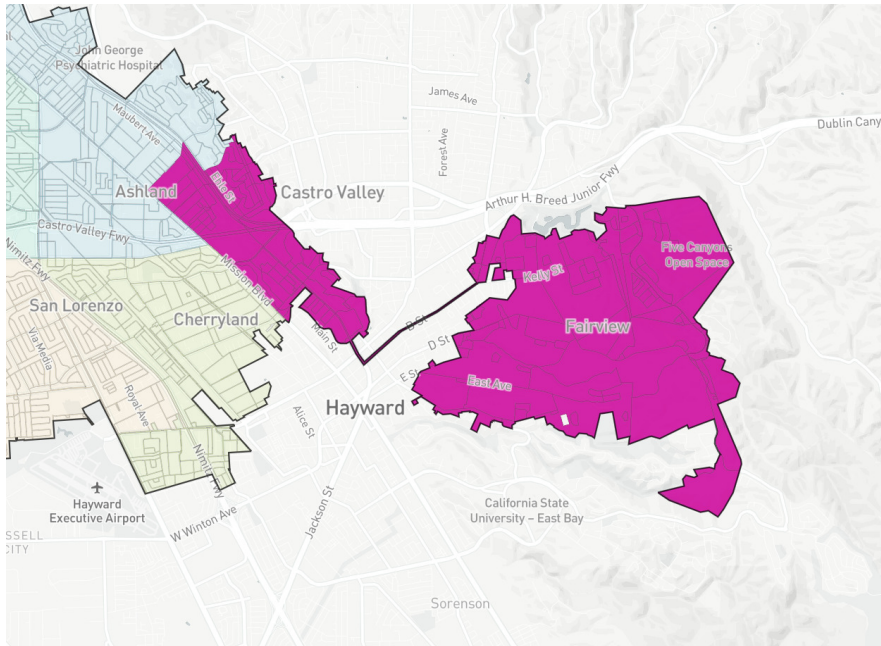 John George
Psychiatric Hospital
James Ave
Maubert Ave
Forest Ave
Dublin Cany
Arthur H. Breed Junior Fwy
Ashland
Elgin St
Castro Valley
Castro Valley Fwy
Nimitz Fwy
Mission Blvd
Five Canyons
Open Space
Kelly St
San Lorenzo
Cherryland
Main St
B St
D St
Fairview
Via Media
E St
East Ave
Royal Ave
Alice St
Hayward
Nimitz Fwy
Hayward
Executive Airport
Jackson St
W Winton Ave
California State
University – East Bay
SSELL
CITY
Sorenson